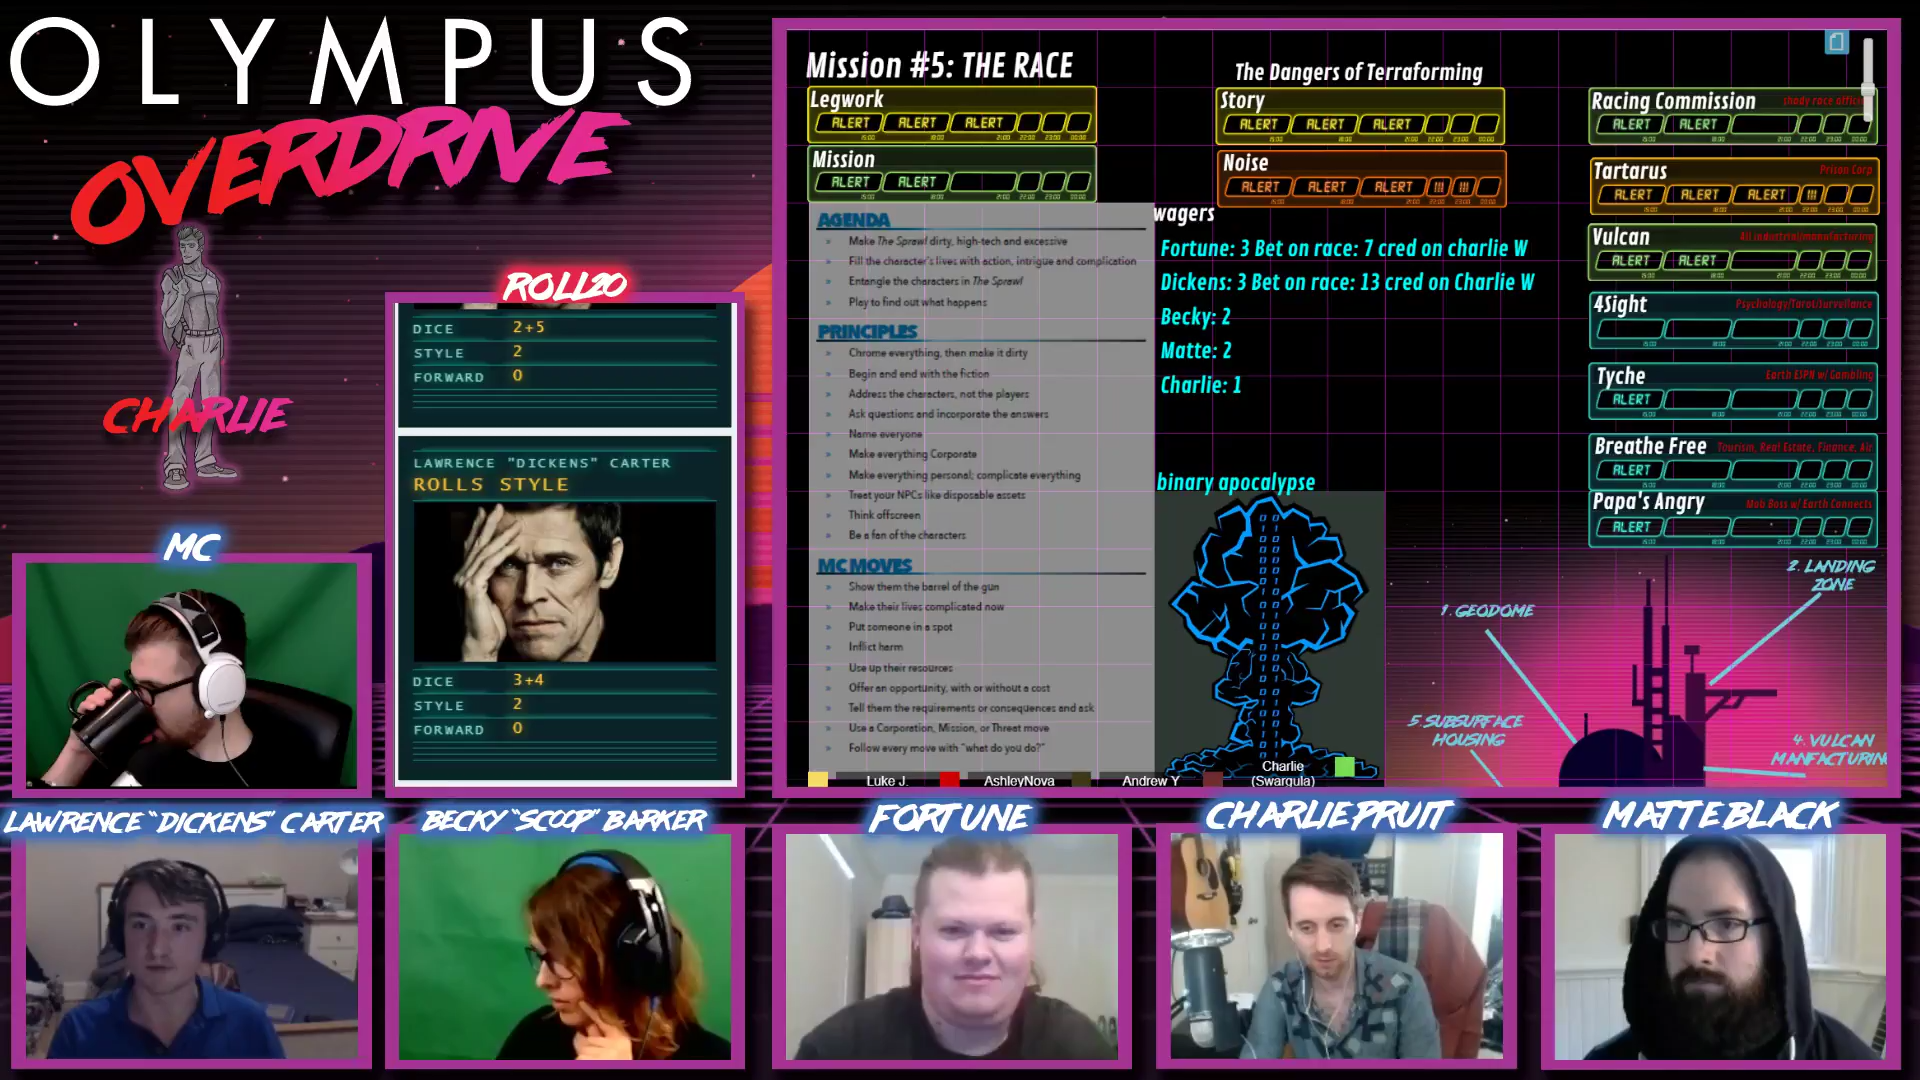 OLYMPUS
OVERDRIVE
CHARLIE
MC
ROLL20
DICE 2+5
STYLE 2
FORWARD 0
LAWRENCE "DICKENS" CARTER
ROLLS STYLE
DICE 3+4
STYLE 2
FORWARD 0
Mission #5: THE RACE
Legwork
ALERT ALERT ALERT
Mission
ALERT ALERT
AGENDA
» Make The Sprawl dirty, high-tech and excessive
» Fill the character's lives with action, intrigue and complication
» Entangle the characters in The Sprawl
» Play to find out what happens
PRINCIPLES
» Chrome everything, then make it dirty
» Begin and end with the fiction
» Address the characters, not the players
» Ask questions and incorporate the answers
» Name everyone
» Make everything Corporate
» Make everything personal; complicate everything
» Treat your NPCs like disposable assets
» Think offscreen
» Be a fan of the characters
MC MOVES
» Show them the barrel of the gun
» Make their lives complicated now
» Put someone in a spot
» Inflict harm
» Use up their resources
» Offer an opportunity, with or without a cost
» Tell them the requirements or consequences and ask
» Use a Corporation, Mission, or Threat move
» Follow every move with "what do you do?"
The Dangers of Terraforming
Story
ALERT ALERT ALERT
Noise
ALERT ALERT ALERT !!! !!!
wagers
Fortune: 3 Bet on race: 7 cred on charlie W
Dickens: 3 Bet on race: 13 cred on Charlie W
Becky: 2
Matte: 2
Charlie: 1
binary apocalypse
Racing Commission shady race
ALERT ALERT
Tartarus Prison Corp
ALERT ALERT ALERT !!!
Vulcan All industrial/manufacturing
ALERT ALERT
4Sight Psychology/Tarot/survellance
Tyche Earth ESPN w/ Gambling
ALERT
Breathe Free Tourism, Real Estate, Finance, Air
ALERT
Papa's Angry Mob Boss w/ Earth Connects
ALERT
1. GEODOME
2. LANDING
ZONE
5. SUBSURFACE
HOUSING
4. VULCAN
MANFACTURING
Luke J.
AshleyNova
Andrew Y
Charlie
(Swargula)
LAWRENCE "DICKENS" CARTER
BECKY "SCOOP" BARKER
FORTUNE
CHARLIE PRUIT
MATTE BLACK